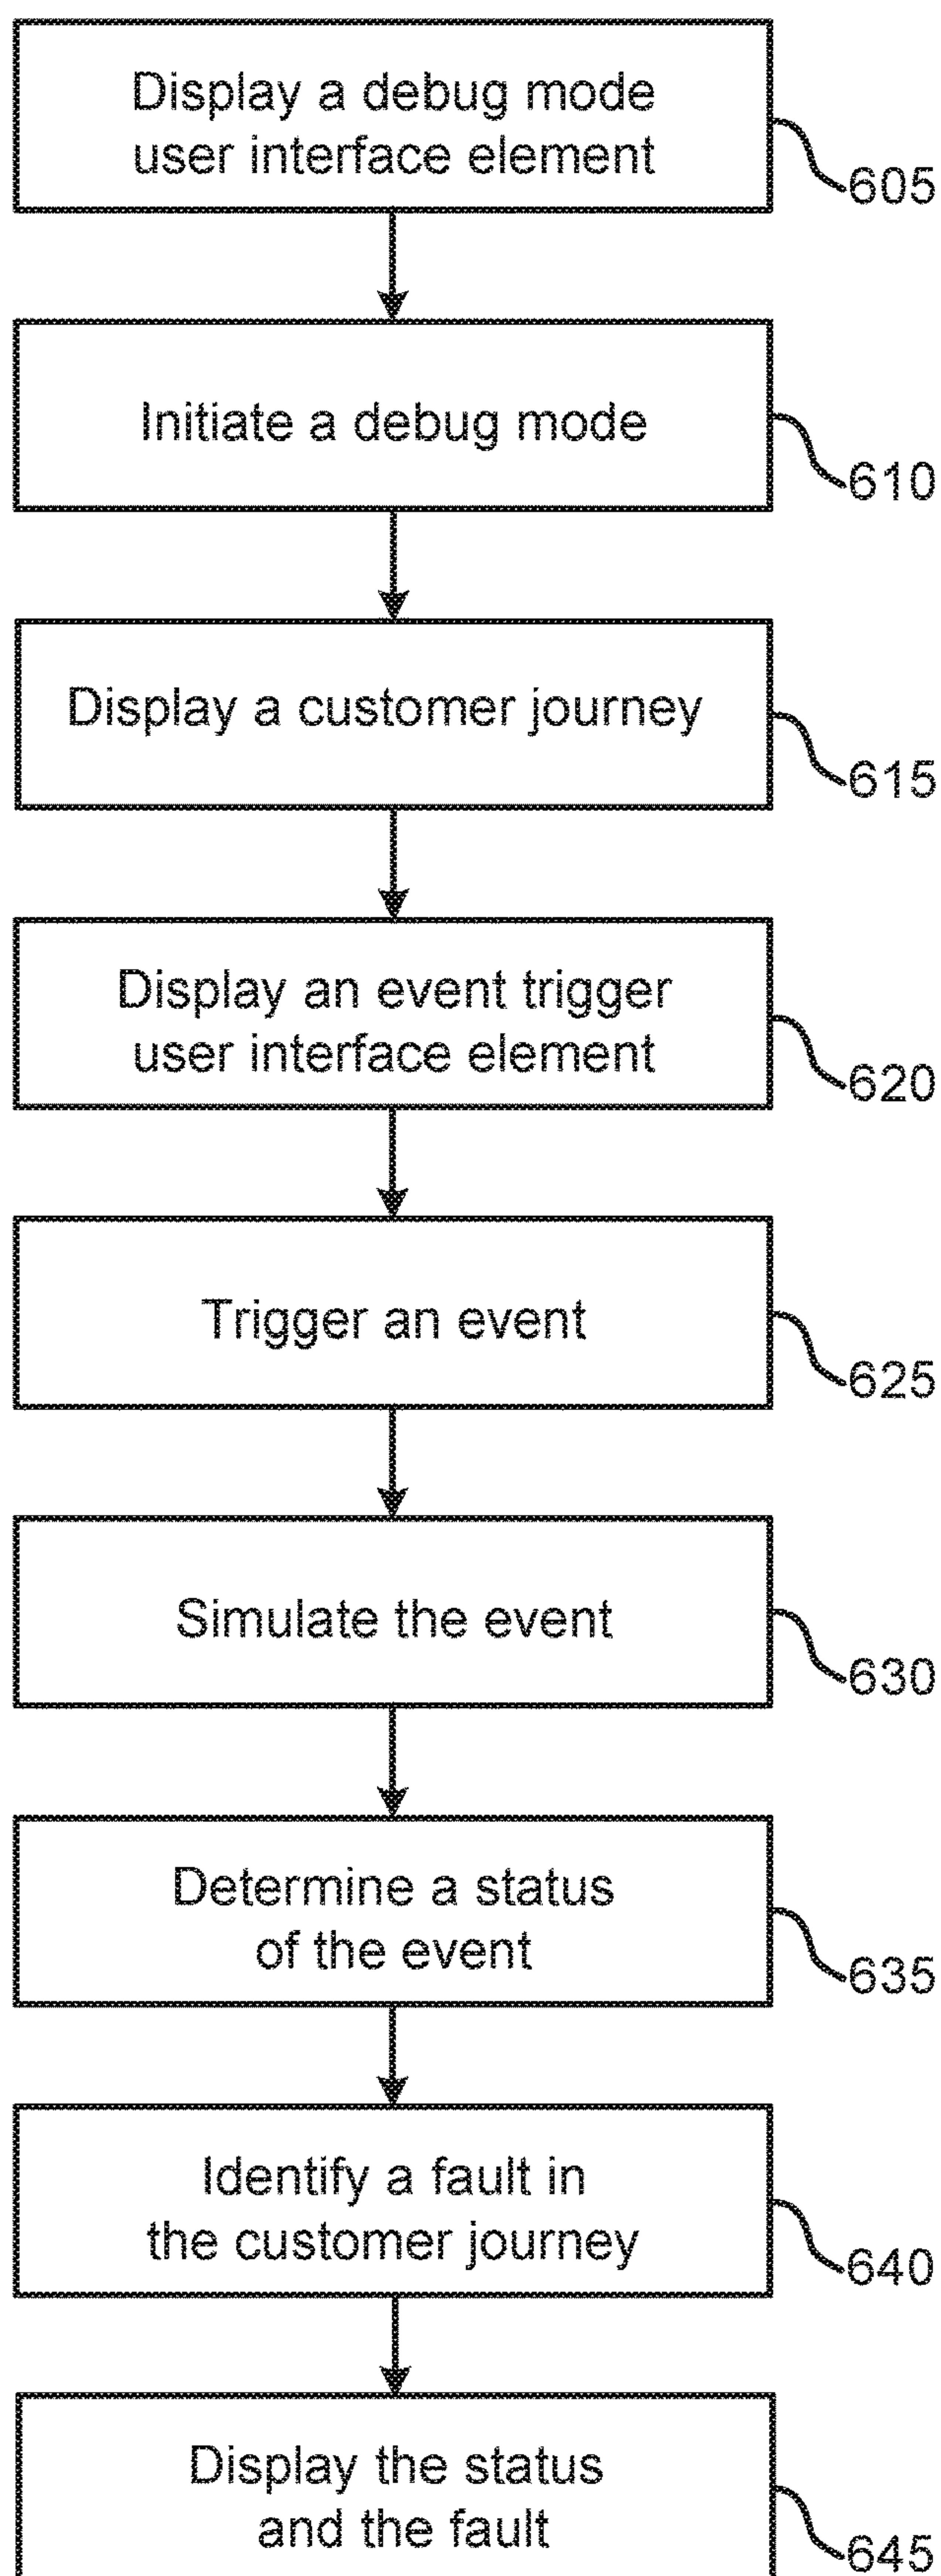 Display a debug mode
user interface element
605
Initiate a debug mode
610
Display a customer journey
615
Display an event trigger
user interface element
620
Trigger an event
625
Simulate the event
630
Determine a status
of the event
635
Identify a fault in
the customer journey
640
Display the status
and the fault
645